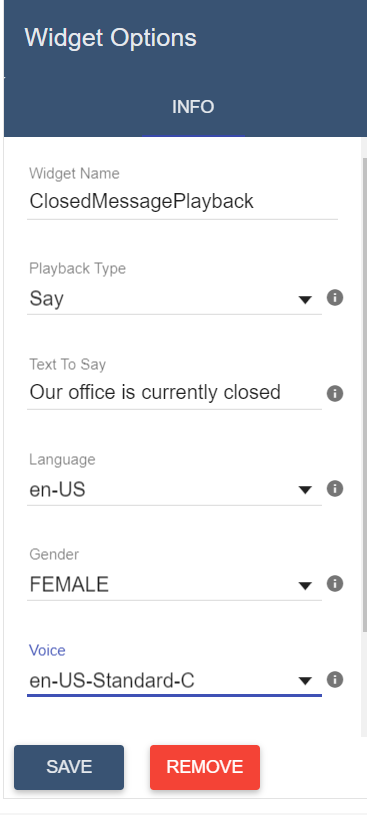 Widget Options
INFO
Widget Name
ClosedMessagePlayback
Playback Type
Say
Text To Say
Our office is currently closed
Language
en-US
Gender
FEMALE
Voice
en-US-Standard-C
SAVE REMOVE